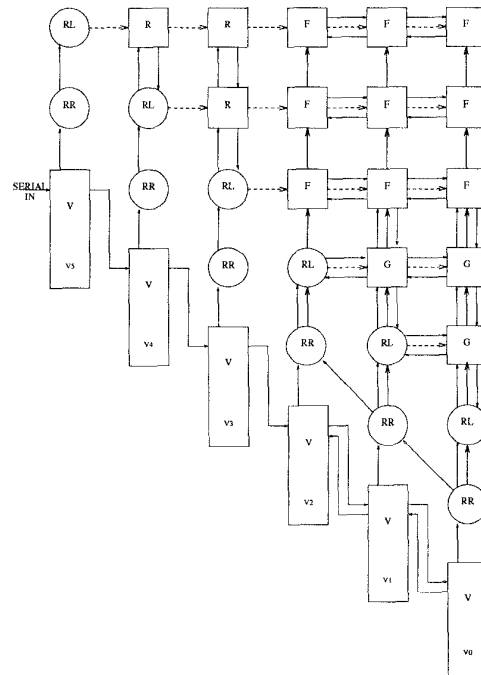 RL R R F F F
RR RL R F F F
SERIAL
IN
V RR RL F F F
V5 V RR RL G G
V4 V RR RL G
V3 V RR RL
V2 V RR
V1 V
V0